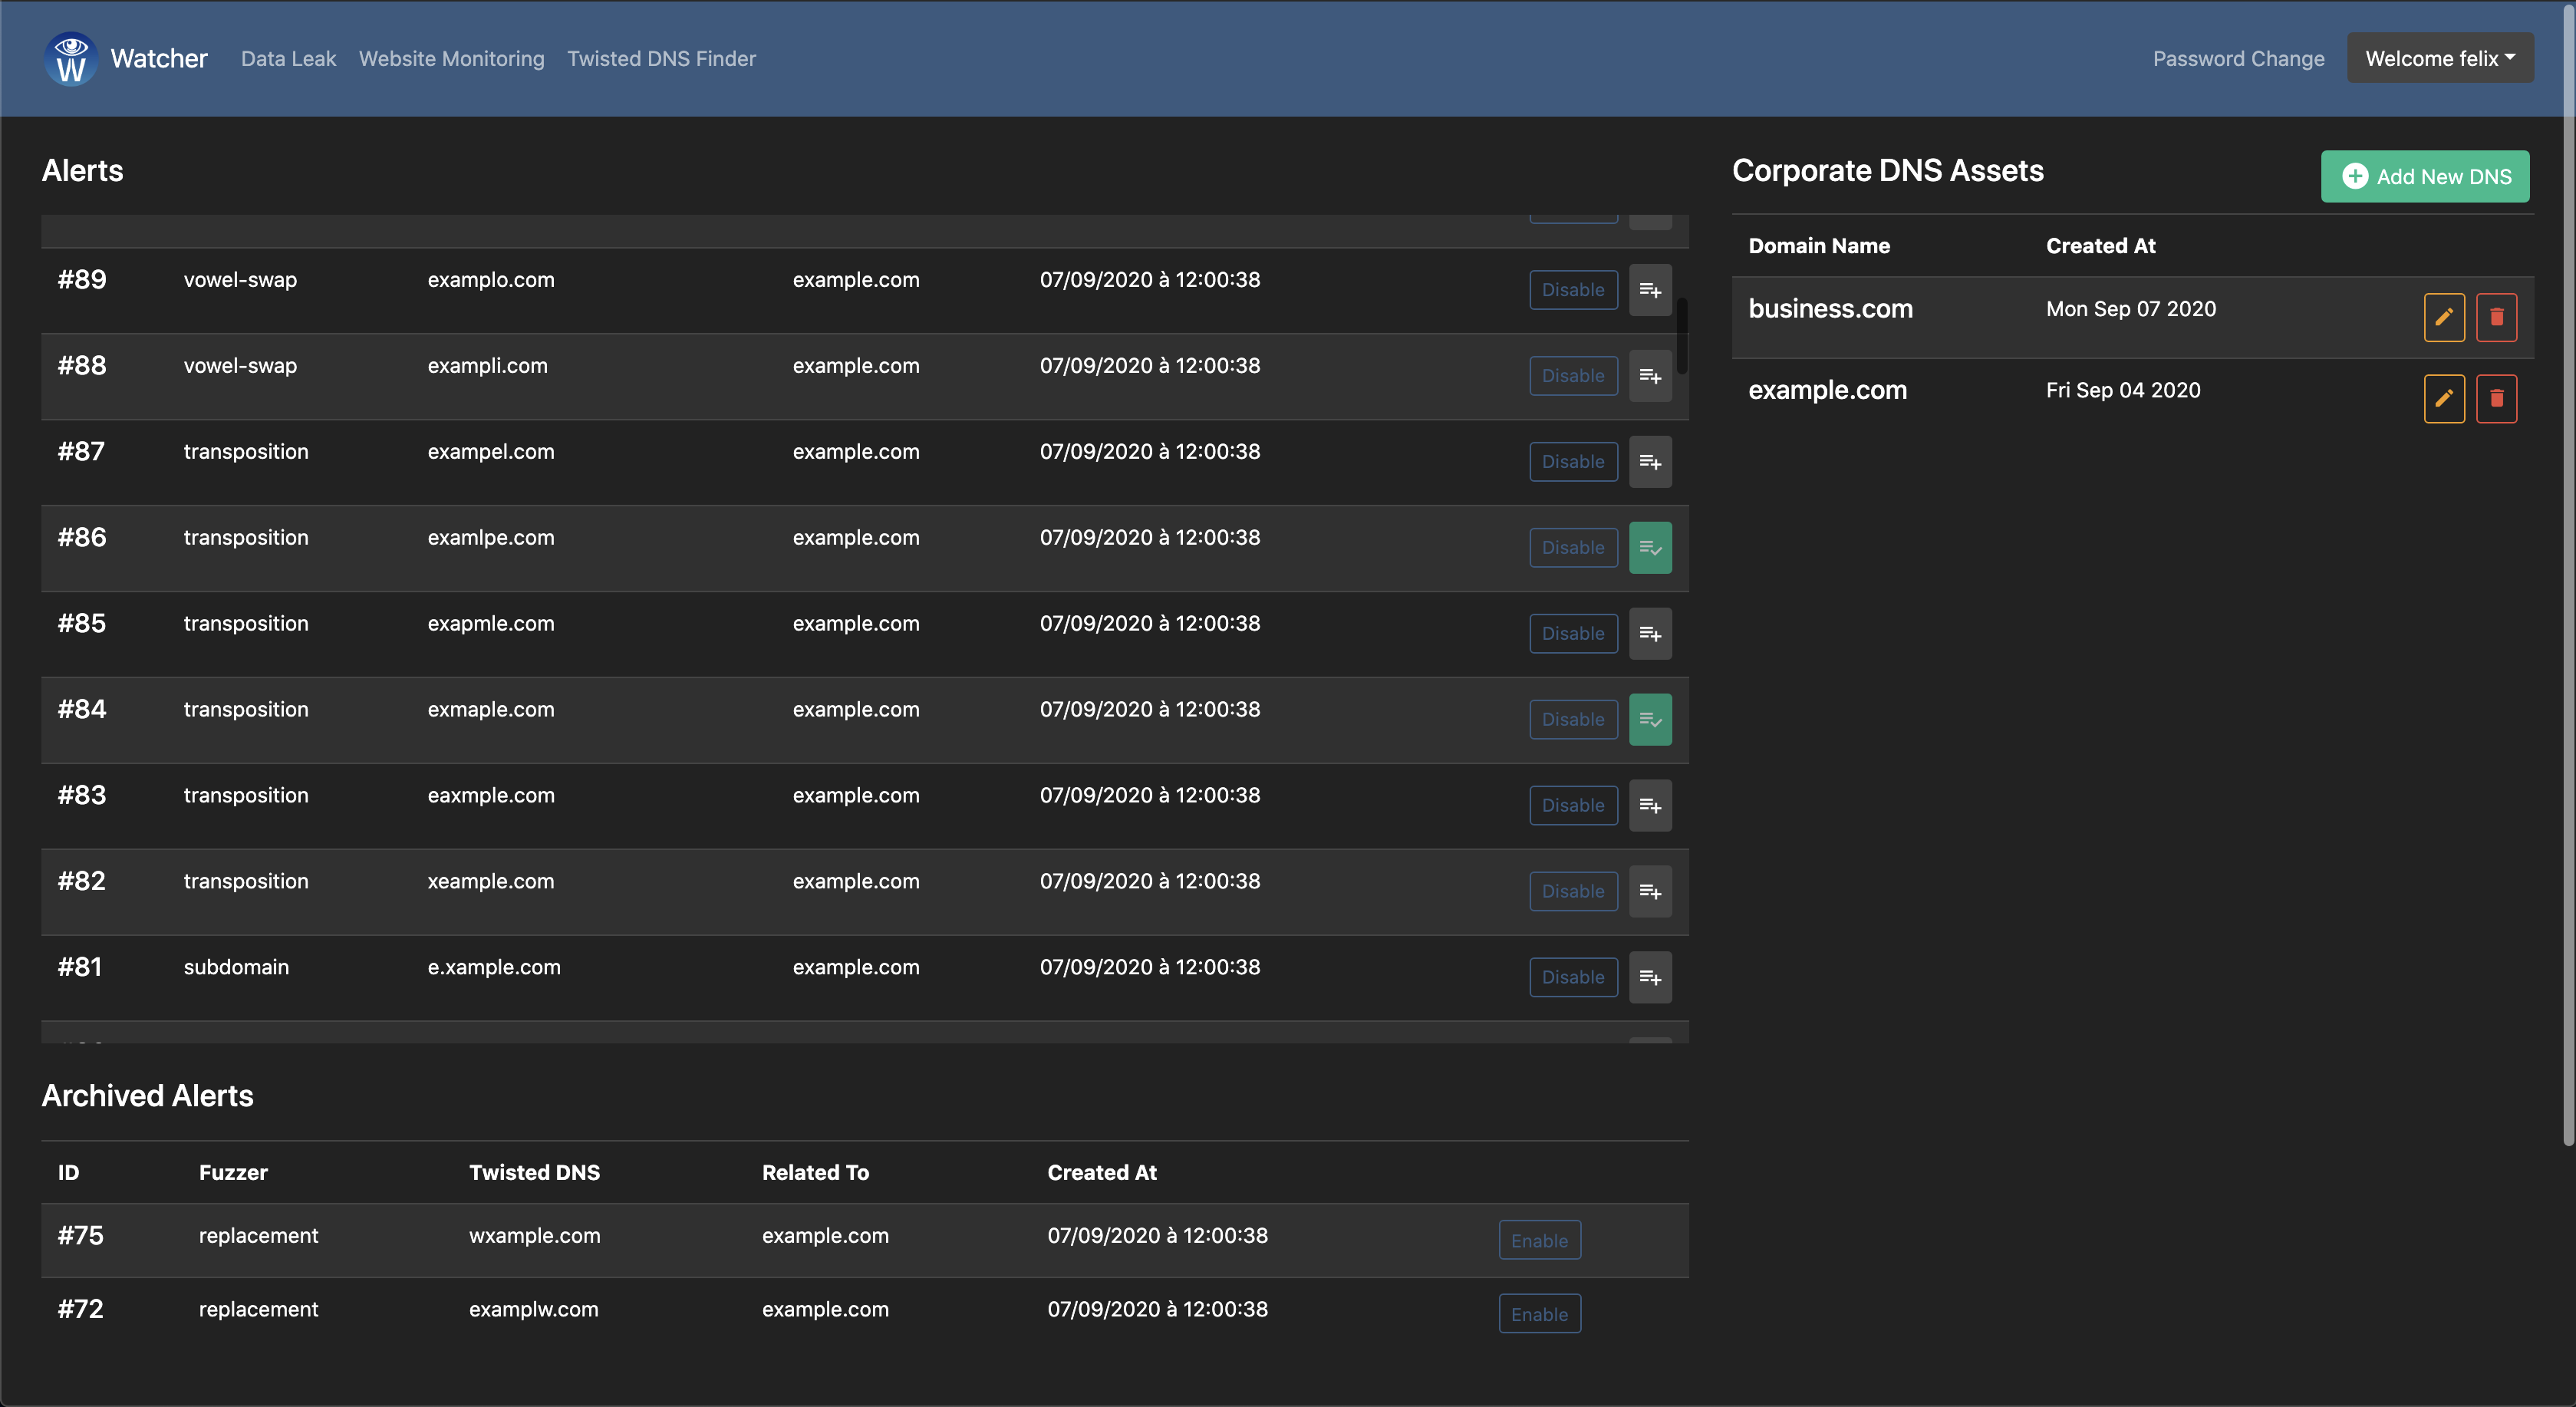 Watcher Data Leak Website Monitoring Twisted DNS Finder Password Change Welcome felix
Alerts
#89 vowel-swap examplo.com example.com 07/09/2020 à 12:00:38 Disable
#88 vowel-swap exampli.com example.com 07/09/2020 à 12:00:38 Disable
#87 transposition exampel.com example.com 07/09/2020 à 12:00:38 Disable
#86 transposition examlpe.com example.com 07/09/2020 à 12:00:38 Disable
#85 transposition exapmle.com example.com 07/09/2020 à 12:00:38 Disable
#84 transposition exmaple.com example.com 07/09/2020 à 12:00:38 Disable
#83 transposition eaxmple.com example.com 07/09/2020 à 12:00:38 Disable
#82 transposition xeample.com example.com 07/09/2020 à 12:00:38 Disable
#81 subdomain e.xample.com example.com 07/09/2020 à 12:00:38 Disable
Archived Alerts
ID Fuzzer Twisted DNS Related To Created At
#75 replacement wxample.com example.com 07/09/2020 à 12:00:38 Enable
#72 replacement examplw.com example.com 07/09/2020 à 12:00:38 Enable
Corporate DNS Assets Add New DNS
Domain Name Created At
business.com Mon Sep 07 2020
example.com Fri Sep 04 2020